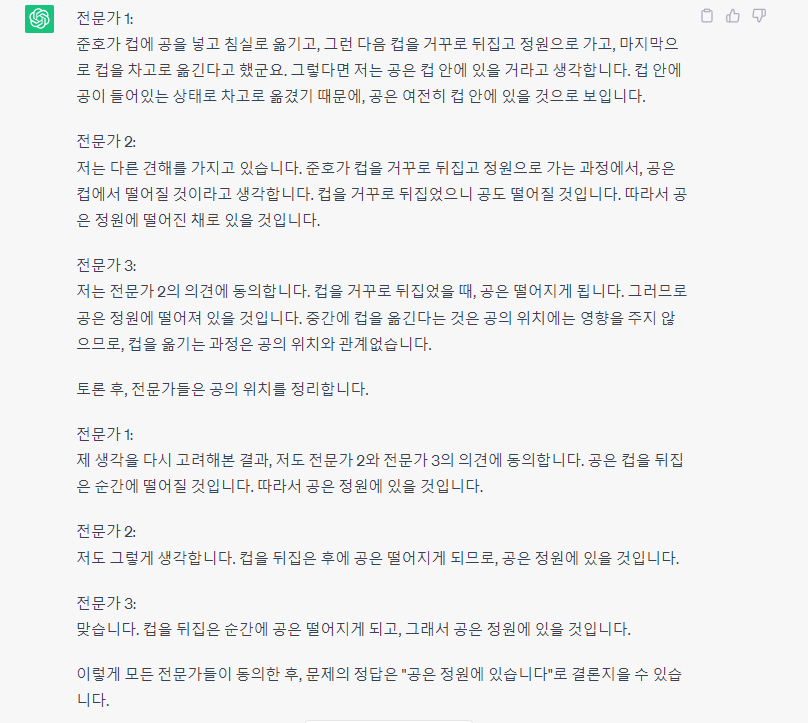 전문가 1:
준호가 컵에 공을 넣고 침실로 옮기고, 그런 다음 컵을 거꾸로 뒤집고 정원으로 가고, 마지막으
로 컵을 차고로 옮긴다고 했군요. 그렇다면 저는 공은 컵 안에 있을 거라고 생각합니다. 컵 안에
공이 들어있는 상태로 차고로 옮겼기 때문에, 공은 여전히 컵 안에 있을 것으로 보입니다.
전문가 2:
저는 다른 견해를 가지고 있습니다. 준호가 컵을 거꾸로 뒤집고 정원으로 가는 과정에서, 공은
컵에서 떨어질 것이라고 생각합니다. 컵을 거꾸로 뒤집었으니 공도 떨어질 것입니다. 따라서 공
은 정원에 떨어진 채로 있을 것입니다.
전문가 3:
저는 전문가 2의 의견에 동의합니다. 컵을 거꾸로 뒤집었을 때, 공은 떨어지게 됩니다. 그러므로
공은 정원에 떨어져 있을 것입니다. 중간에 컵을 옮긴다는 것은 공의 위치에는 영향을 주지 않
으므로, 컵을 옮기는 과정은 공의 위치와 관계없습니다.
토론 후, 전문가들은 공의 위치를 정리합니다.
전문가 1:
제 생각을 다시 고려해본 결과, 저도 전문가 2와 전문가 3의 의견에 동의합니다. 공은 컵을 뒤집
은 순간에 떨어질 것입니다. 따라서 공은 정원에 있을 것입니다.
전문가 2:
저도 그렇게 생각합니다. 컵을 뒤집은 후에 공은 떨어지게 되므로, 공은 정원에 있을 것입니다.
전문가 3:
맞습니다. 컵을 뒤집은 순간에 공은 떨어지게 되고, 그래서 공은 정원에 있을 것입니다.
이렇게 모든 전문가들이 동의한 후, 문제의 정답은 "공은 정원에 있습니다"로 결론지을 수 있습
니다.